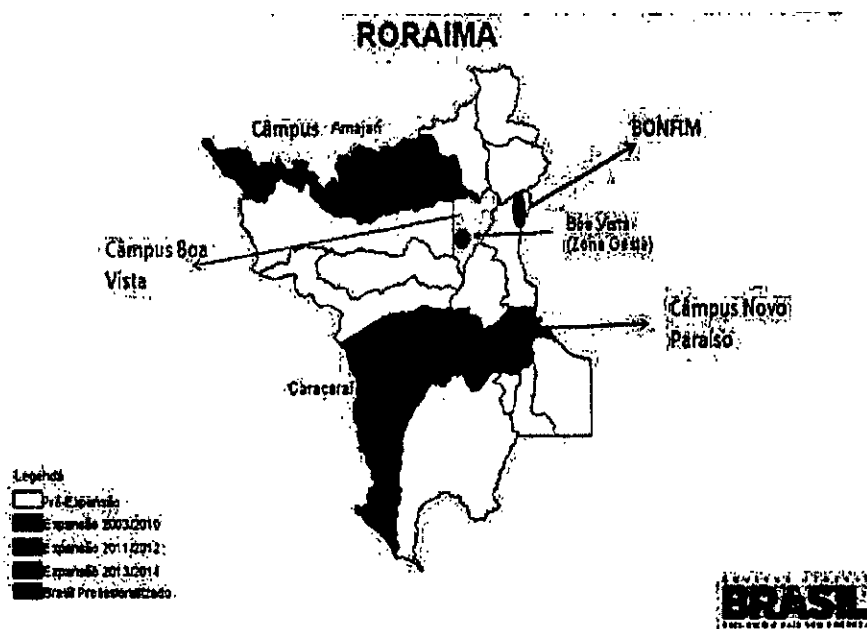 RORAIMA
Câmpus Amajari
BONFIM
Boa Vista
(Zona Oeste)
Câmpus Boa
Vista
Câmpus Novo
Paraíso
Caracaraí
Legenda
Pré-Expansão
Expansão 2003/2010
Expansão 2011/2012
Expansão 2013/2014
Brasil Profissionalizado
BRASIL